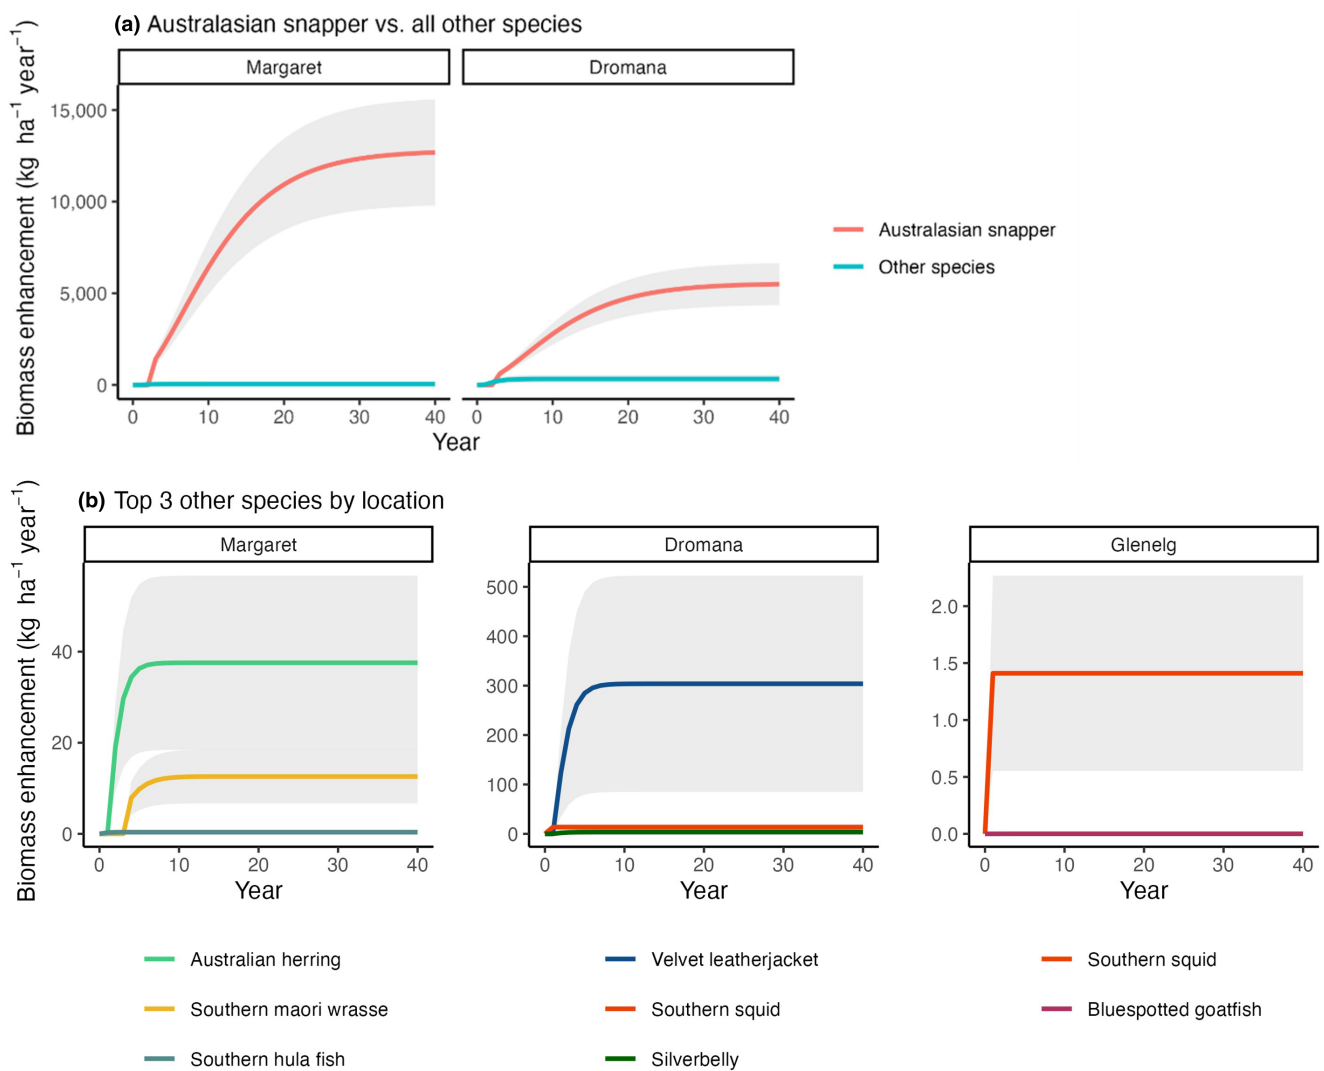 (a) Australasian snapper vs. all other species
Margaret
Dromana
Biomass enhancement (kg ha⁻¹ year⁻¹)
15,000
10,000
5,000
0
0 10 20 30 40
0 10 20 30 40
Year
Australasian snapper
Other species
(b) Top 3 other species by location
Margaret
Dromana
Glenelg
Biomass enhancement (kg ha⁻¹ year⁻¹)
40
20
0
0 10 20 30 40
Year
500
400
300
200
100
0
0 10 20 30 40
Year
2.0
1.5
1.0
0.5
0.0
0 10 20 30 40
Year
Australian herring
Southern maori wrasse
Southern hula fish
Velvet leatherjacket
Southern squid
Silverbelly
Southern squid
Bluespotted goatfish